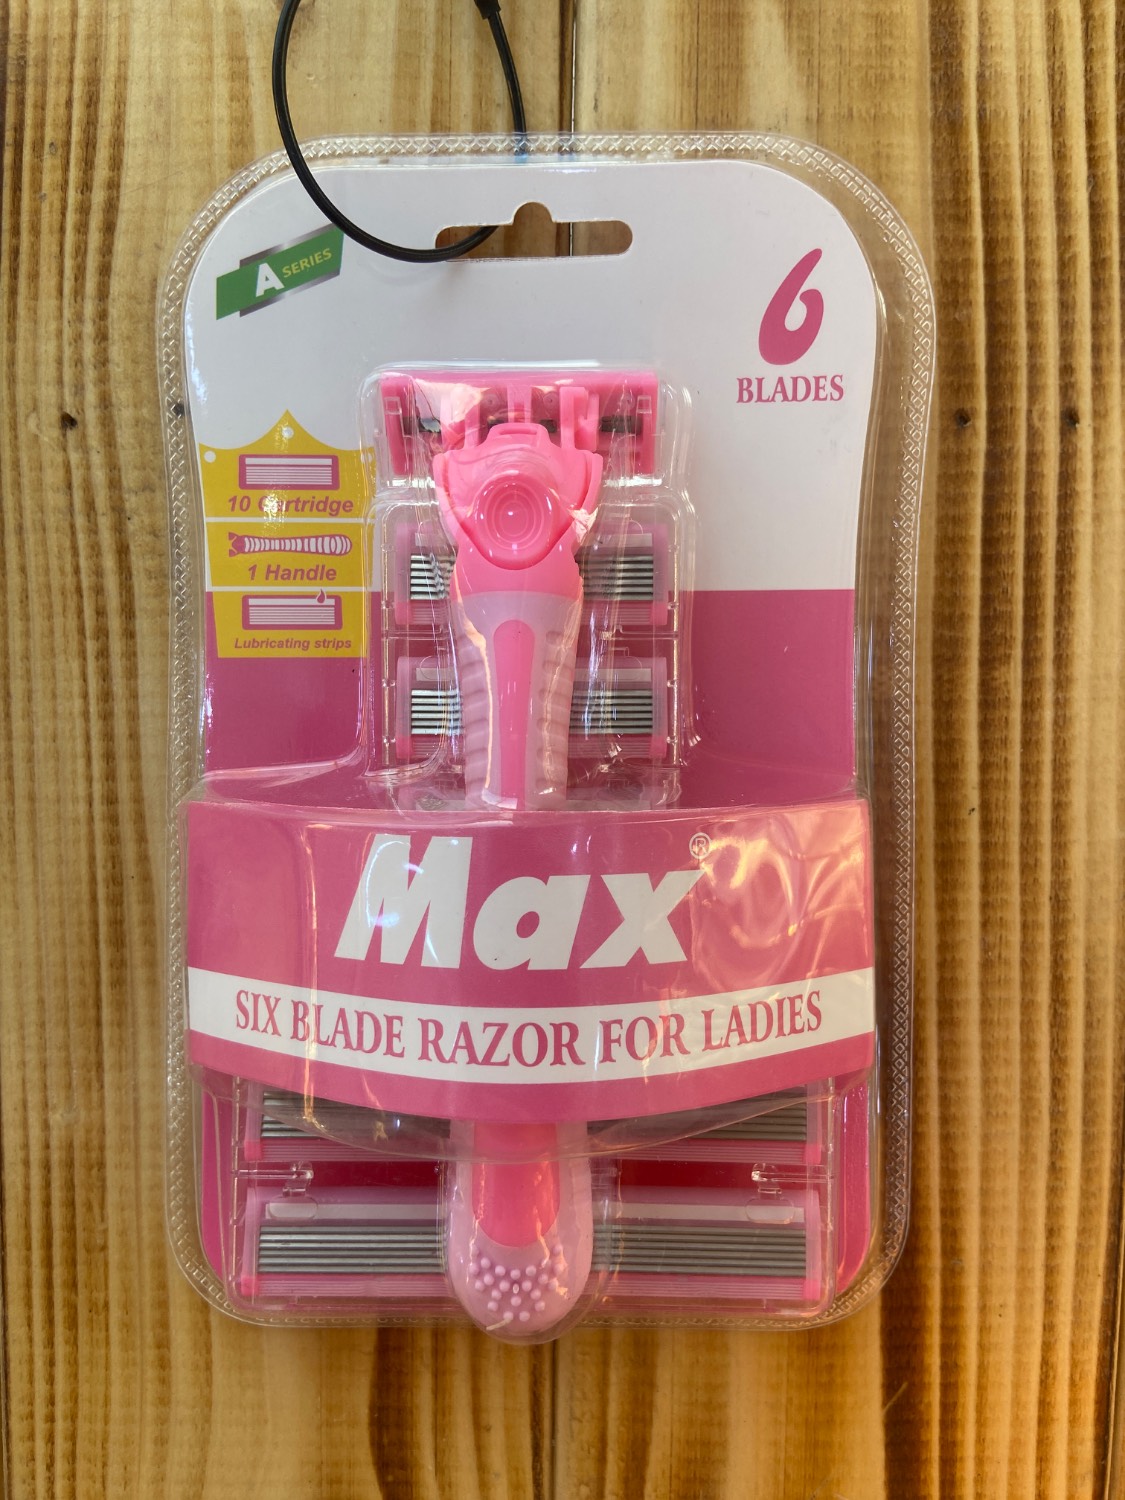 A SERIES
6
BLADES
10 Cartridge
1 Handle
Lubricating strips
Max®
SIX BLADE RAZOR FOR LADIES